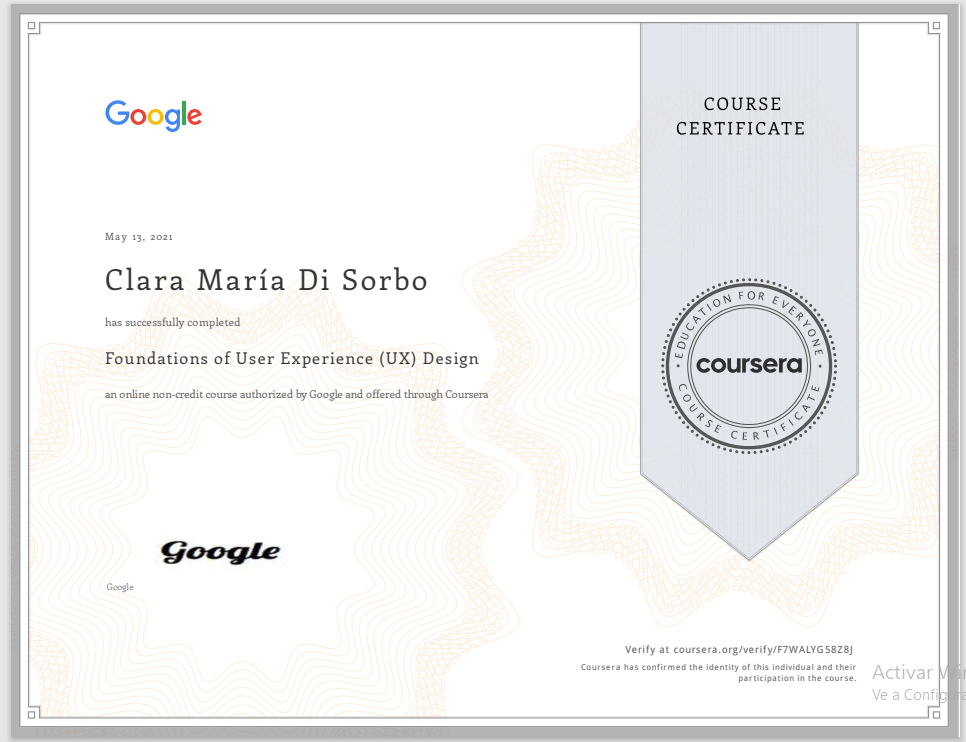 Google
COURSE
CERTIFICATE
May 13, 2021
Clara María Di Sorbo
has successfully completed
Foundations of User Experience (UX) Design
an online non-credit course authorized by Google and offered through Coursera
EDUCATION FOR EVERYONE
coursera
COURSE CERTIFICATE
Google
Google
Verify at coursera.org/verify/F7WALYG58Z8J
Coursera has confirmed the identity of this individual and their
participation in the course.
Activar Win
Ve a Configura